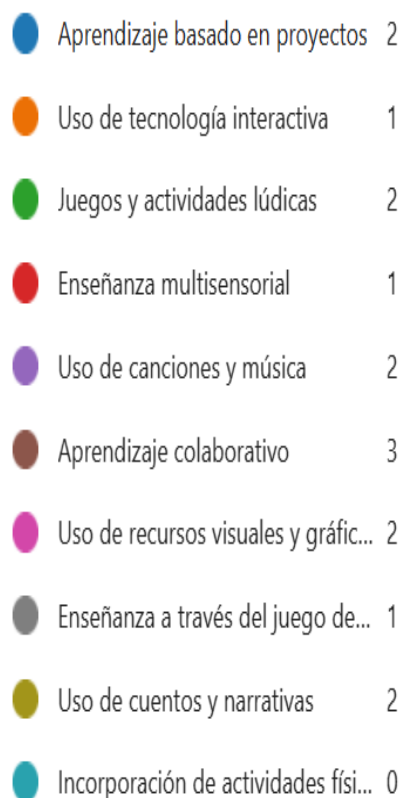 Aprendizaje basado en proyectos 2
Uso de tecnología interactiva 1
Juegos y actividades lúdicas 2
Enseñanza multisensorial 1
Uso de canciones y música 2
Aprendizaje colaborativo 3
Uso de recursos visuales y gráfic... 2
Enseñanza a través del juego de... 1
Uso de cuentos y narrativas 2
Incorporación de actividades físi... 0